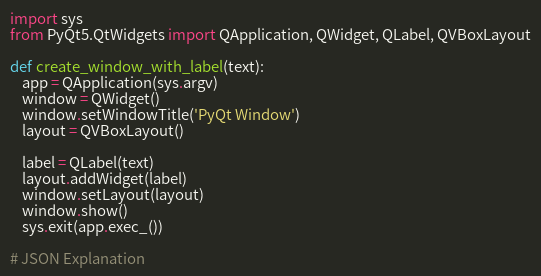 import sys
from PyQt5.QtWidgets import QApplication, QWidget, QLabel, QVBoxLayout

def create_window_with_label(text):
    app = QApplication(sys.argv)
    window = QWidget()
    window.setWindowTitle('PyQt Window')
    layout = QVBoxLayout()

    label = QLabel(text)
    layout.addWidget(label)
    window.setLayout(layout)
    window.show()
    sys.exit(app.exec_())

# JSON Explanation